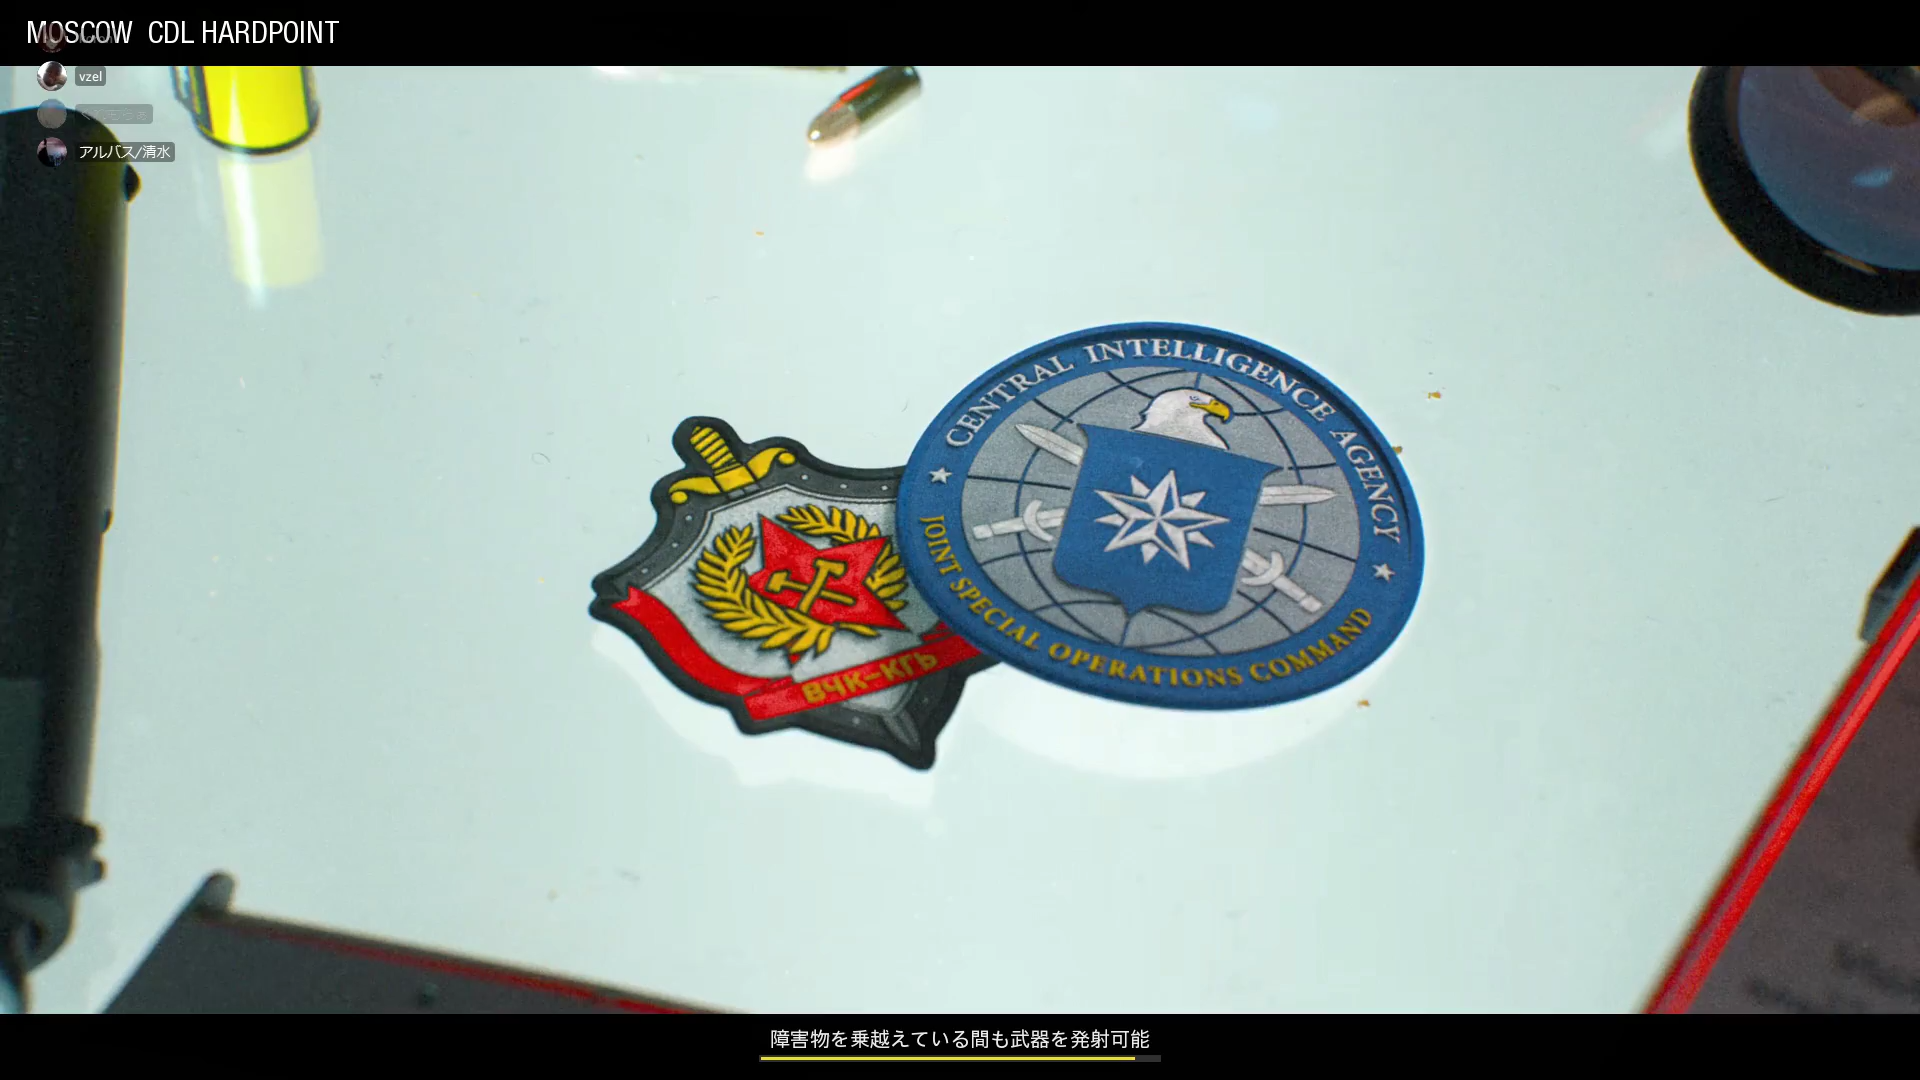 MOSCOW CDL HARDPOINT
vzel
アルバス/清水
CENTRAL INTELLIGENCE AGENCY
JOINT SPECIAL OPERATIONS COMMAND
ВЧК-КГЬ
障害物を乗越えている間も武器を発射可能